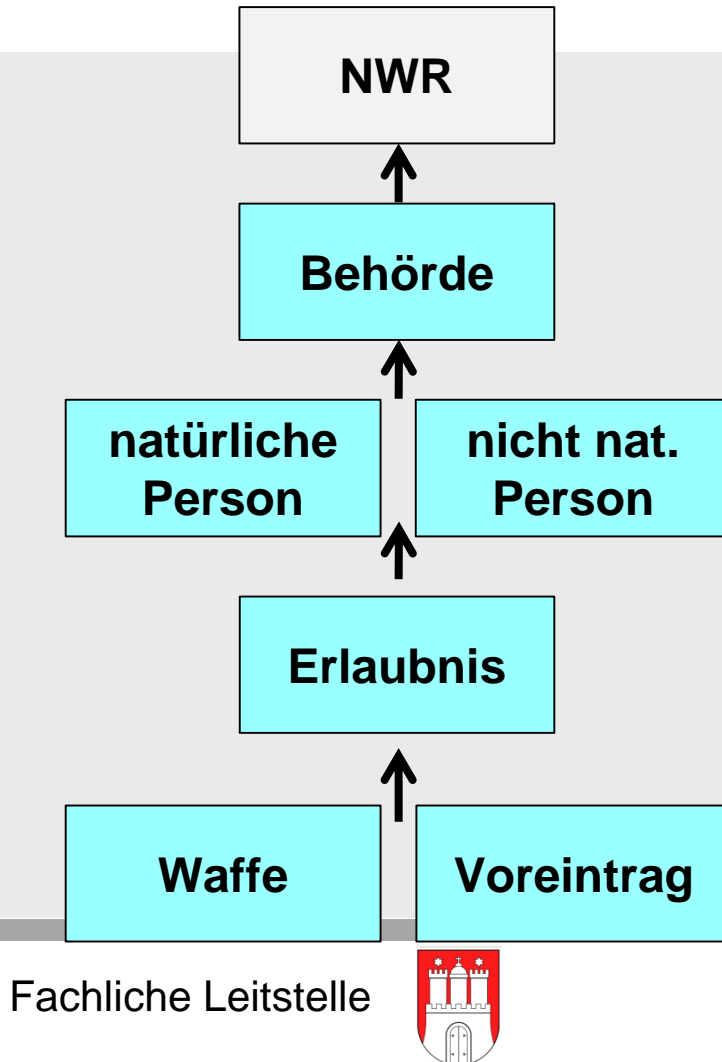 NWR
Behörde
natürliche
Person
nicht nat.
Person
Erlaubnis
Waffe
Voreintrag
Fachliche Leitstelle